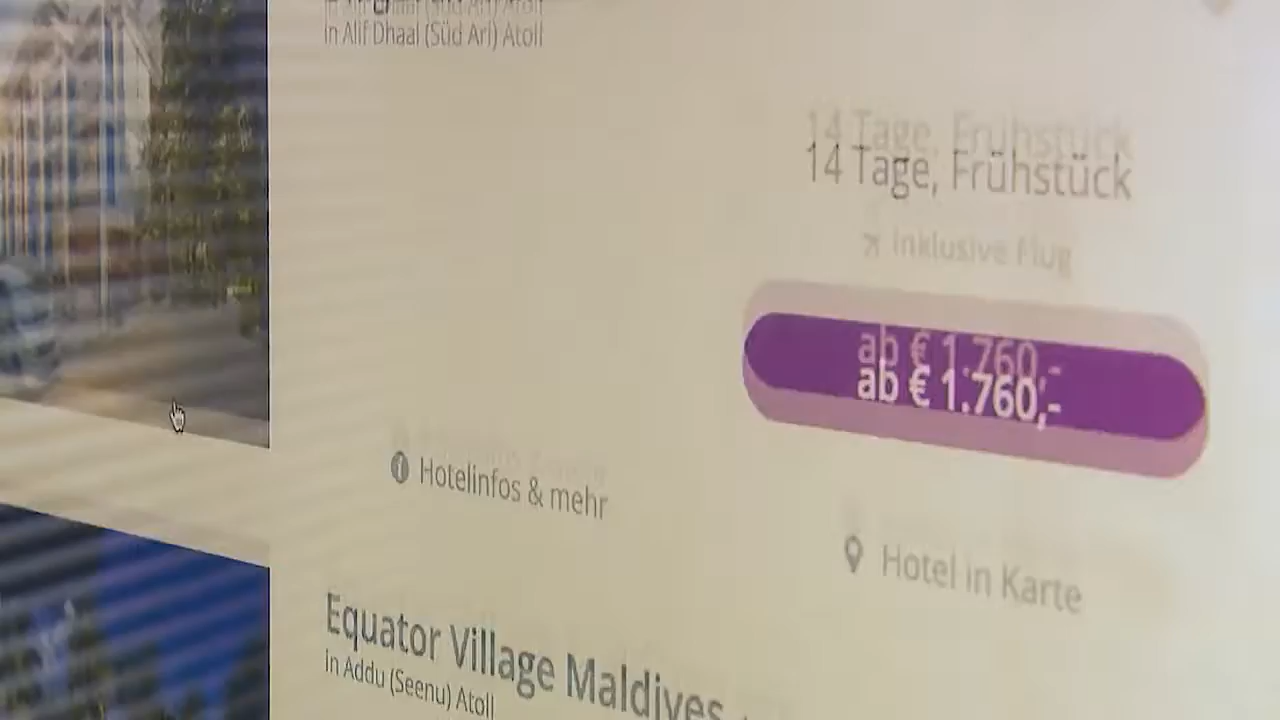 in Alif Dhaal (Süd Ari) Atoll
14 Tage, Frühstück
Inklusive Flug
ab € 1.760,-
Hotelinfos & mehr
Hotel in Karte
Equator Village Maldives
in Addu (Seenu) Atoll